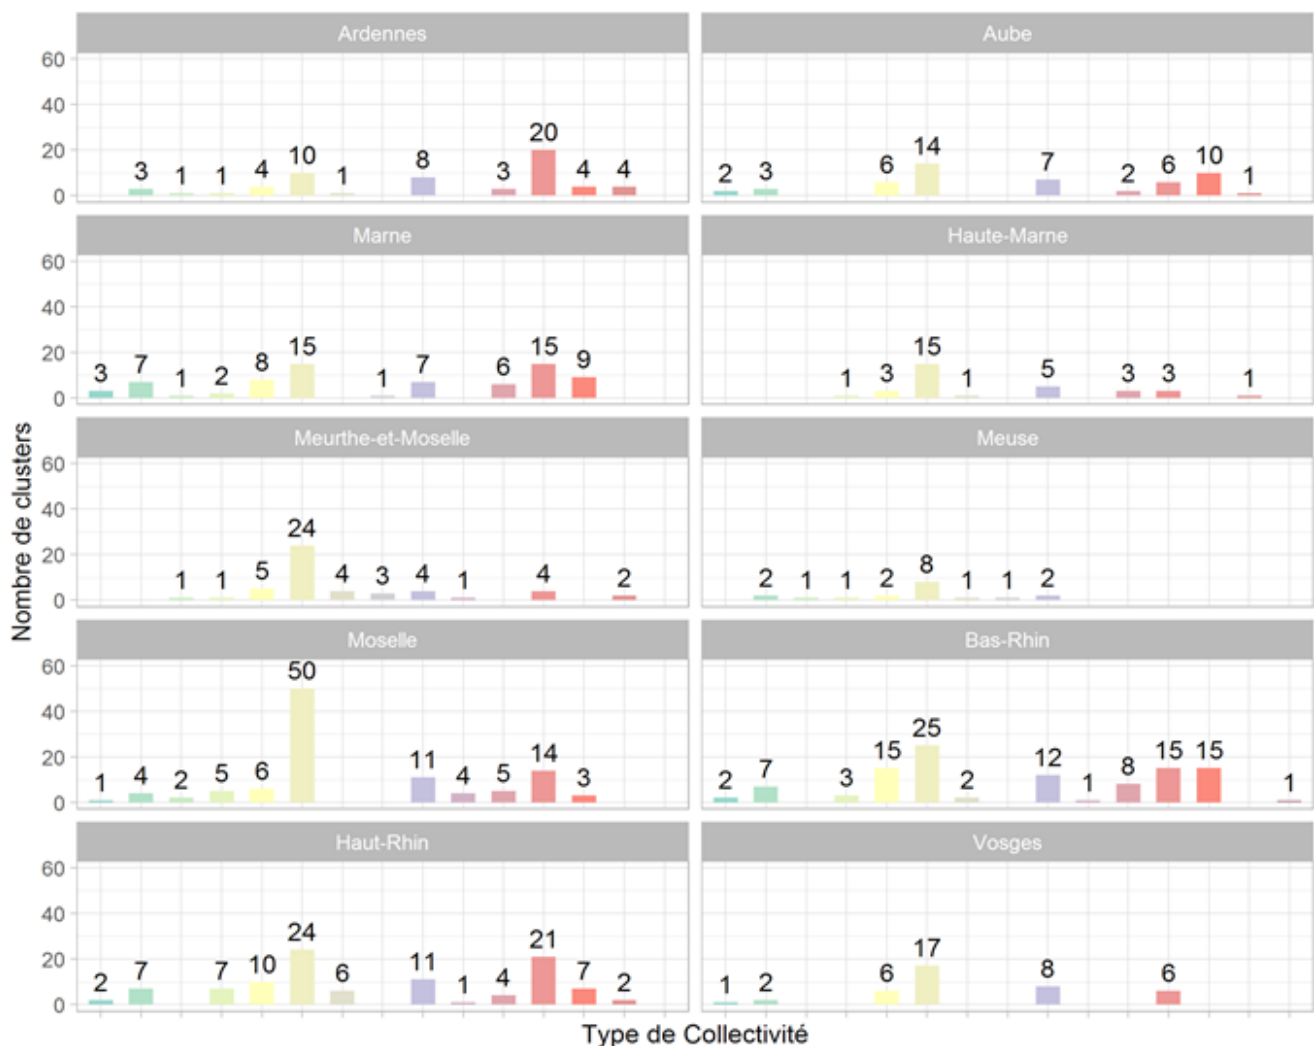 Ardennes
Aube
60
40
20
0
3 1 1 4 10 1 8 3 20 4 4
2 3 6 14 7 2 6 10 1
Marne
Haute-Marne
60
40
20
0
3 7 1 2 8 15 1 7 6 15 9
1 3 15 1 5 3 3 1
Meurthe-et-Moselle
Meuse
60
40
20
0
1 1 5 24 4 3 4 1 4 2
2 1 1 2 8 1 1 2
Moselle
Bas-Rhin
60
40
20
0
1 4 2 5 6 50 11 4 5 14 3
2 7 3 15 25 2 12 1 8 15 15 1
Haut-Rhin
Vosges
60
40
20
0
2 7 7 10 24 6 11 1 4 21 7 2
1 2 6 17 8 6
Nombre de clusters
Type de Collectivité